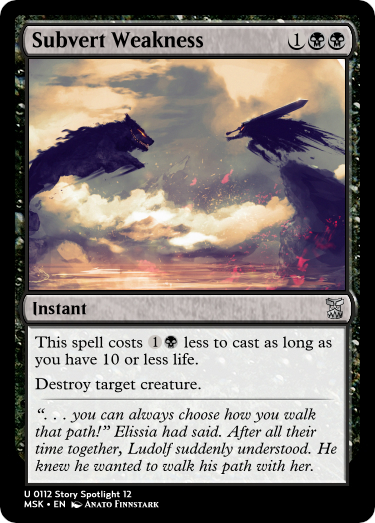 Subvert Weakness 1
Instant
This spell costs 1 less to cast as long as
you have 10 or less life.
Destroy target creature.
“. . . you can always choose how you walk
that path!” Elissia had said. After all their
time together, Ludolf suddenly understood. He
knew he wanted to walk his path with her.
U 0112 Story Spotlight 12
MSK • EN Anato Finnstark